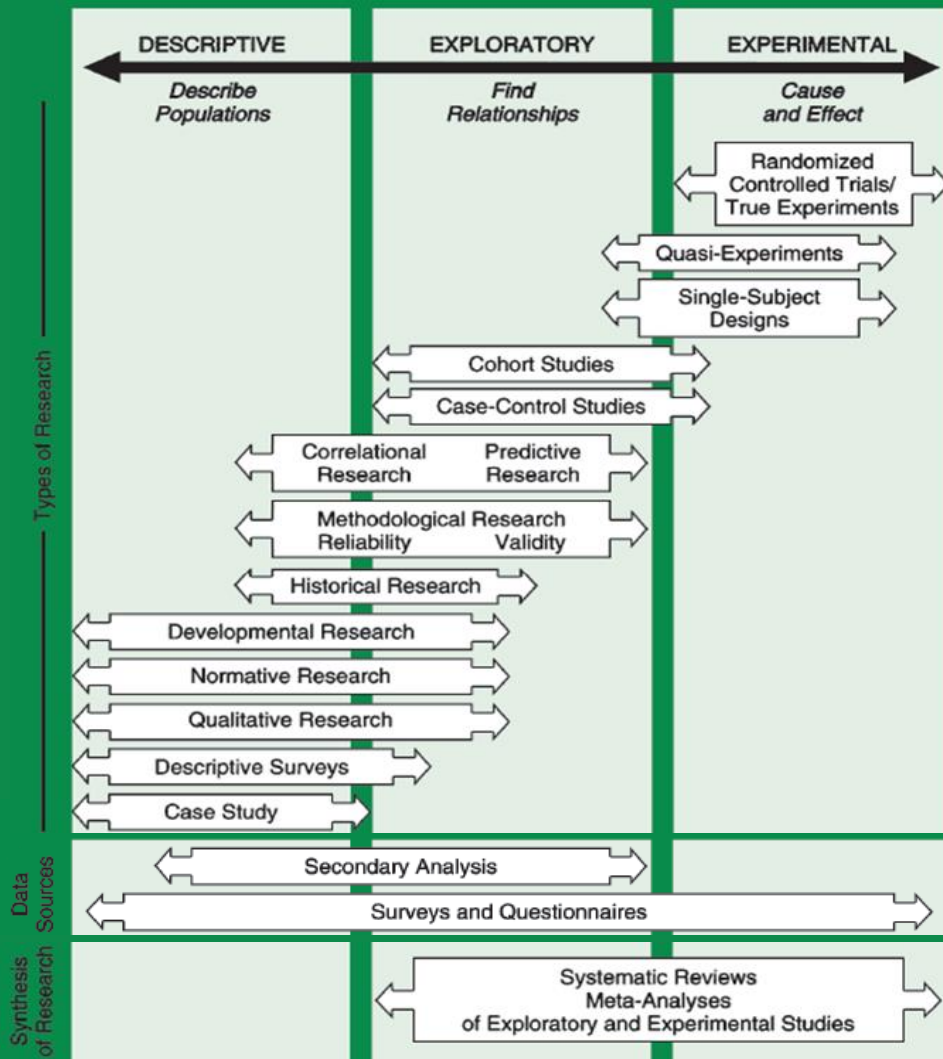 DESCRIPTIVE
EXPLORATORY
EXPERIMENTAL
Describe
Populations
Find
Relationships
Cause
and Effect
Types of Research
Randomized
Controlled Trials/
True Experiments
Quasi-Experiments
Single-Subject
Designs
Cohort Studies
Case-Control Studies
Correlational Predictive
Research Research
Methodological Research
Reliability Validity
Historical Research
Developmental Research
Normative Research
Qualitative Research
Descriptive Surveys
Case Study
Data
Sources
Secondary Analysis
Surveys and Questionnaires
Synthesis
of Research
Systematic Reviews
Meta-Analyses
of Exploratory and Experimental Studies